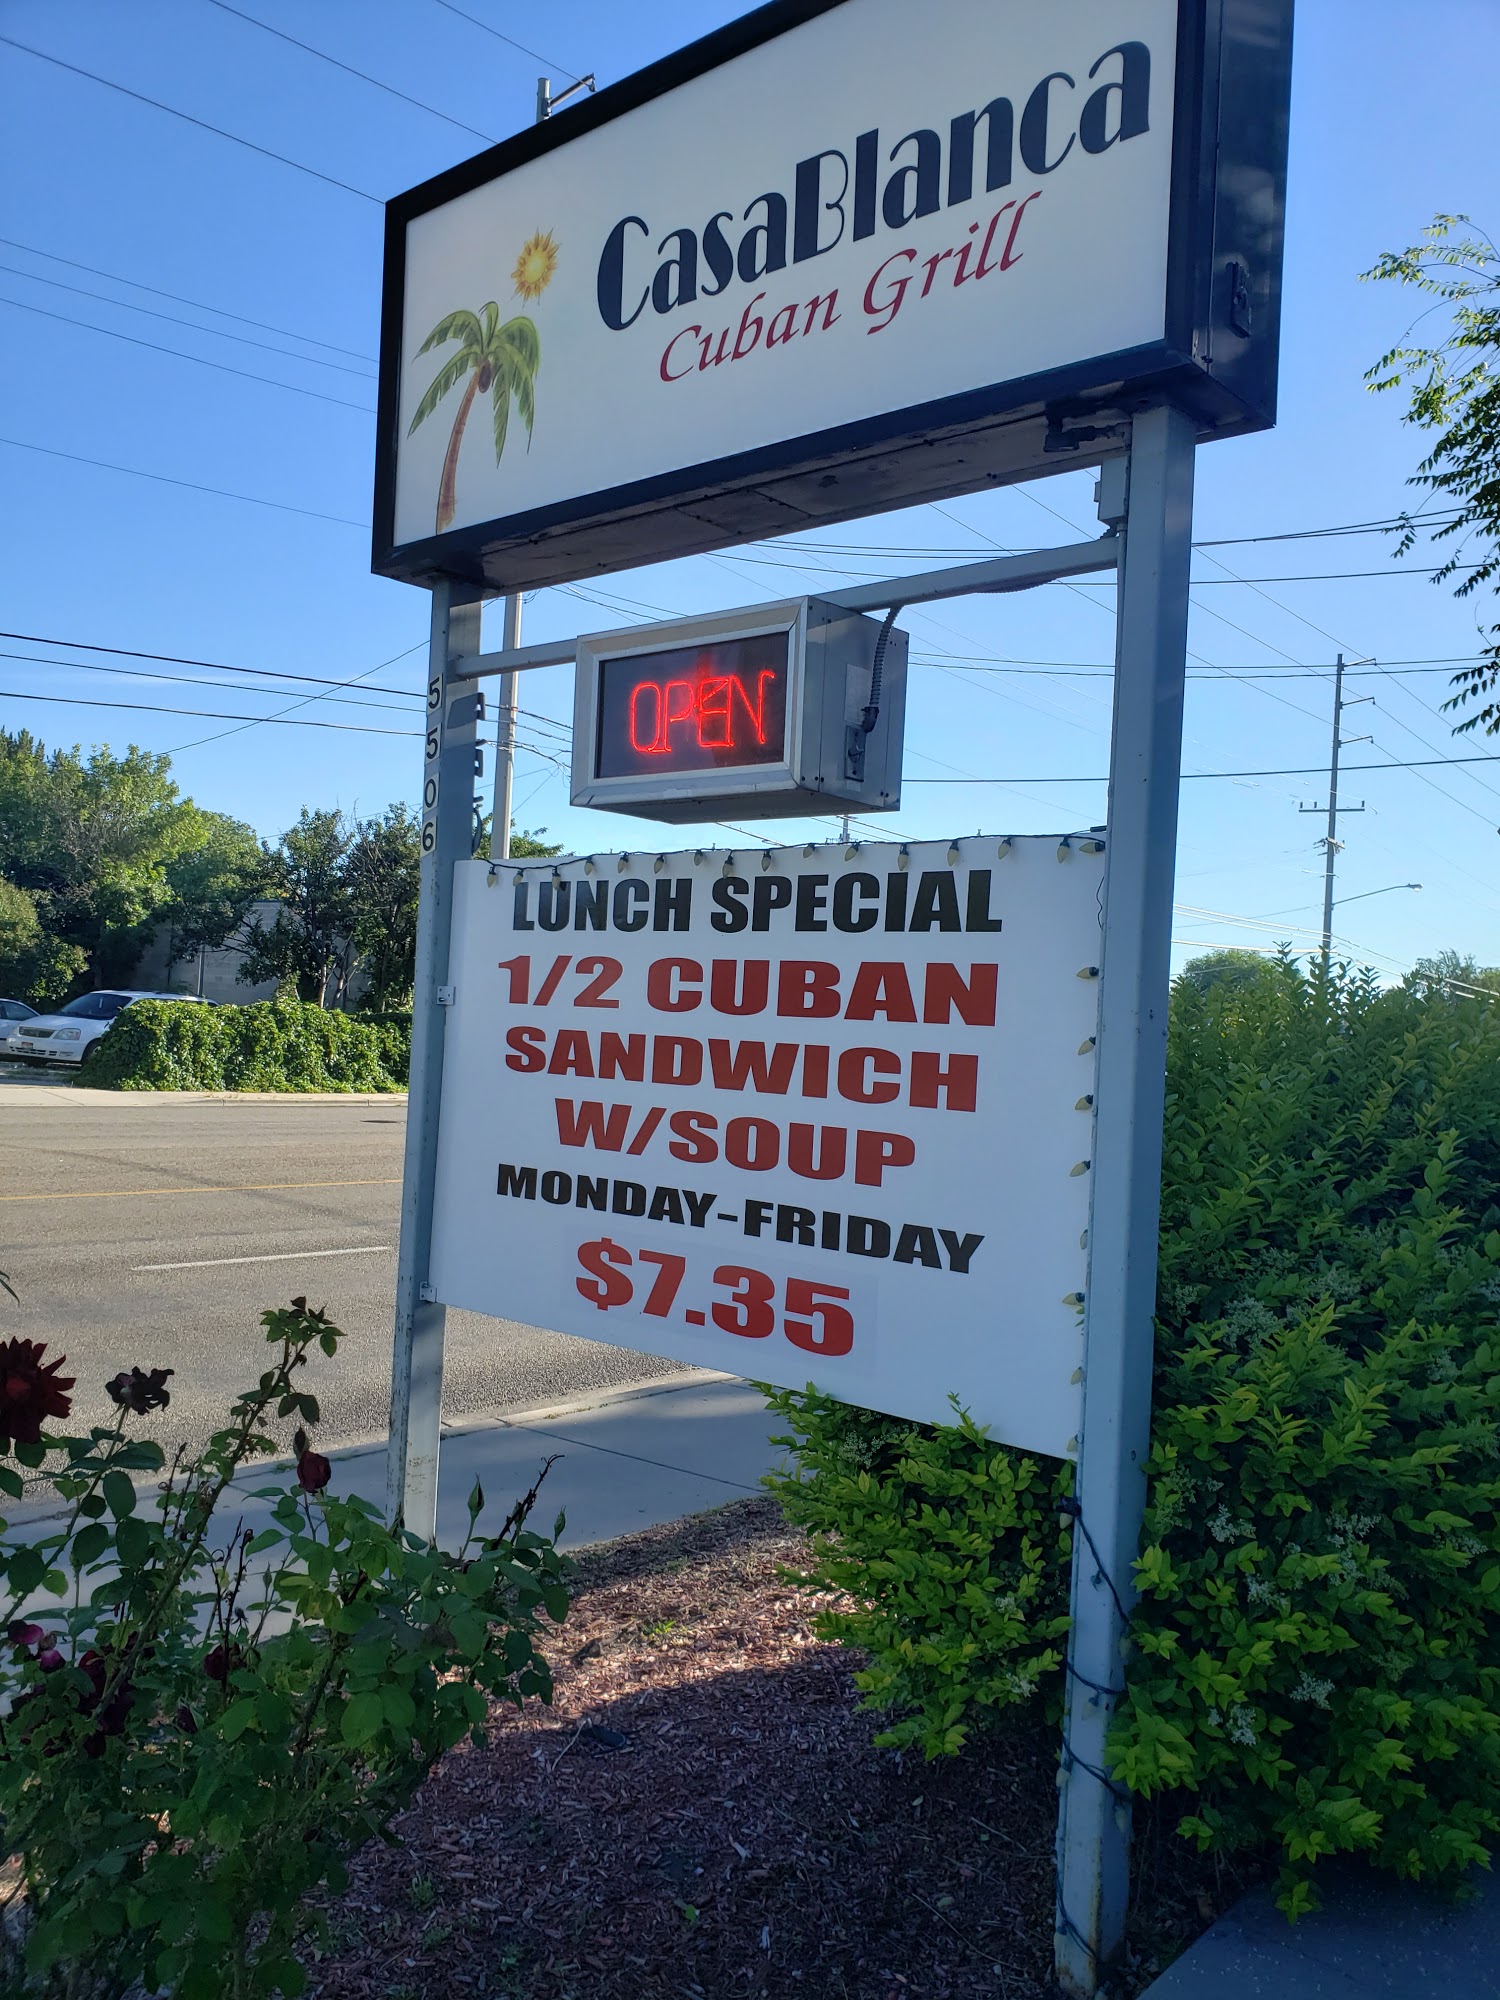 CasaBlanca
Cuban Grill
OPEN
5506
LUNCH SPECIAL
1/2 CUBAN
SANDWICH
W/SOUP
MONDAY-FRIDAY
$7.35